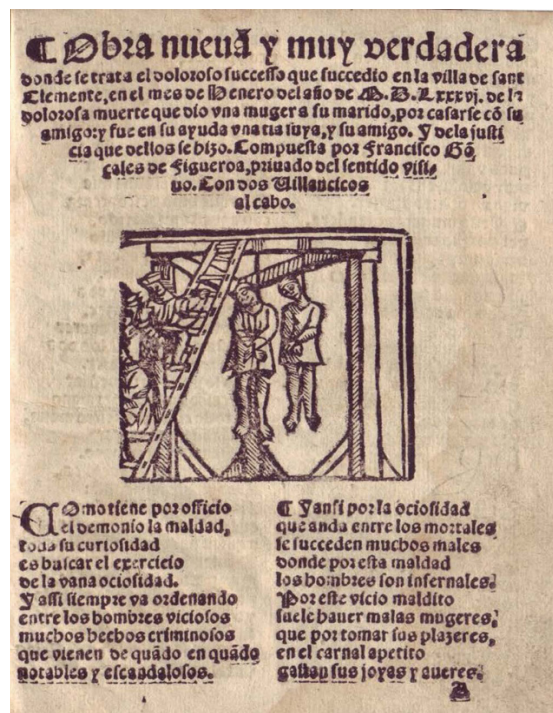 ¶ Obra nueua y muy verdadera
donde se trata el doloroso successo que succedio en la villa de sant
Clemente, en el mes de Henero del año de M.D.Lxxxvj. de la
dolorosa muerte que dio vna muger a su marido, por casarse cõ su
amigo: y fue en su ayuda vna tia suya, y su amigo. Y dela justi
cia que dellos se hizo. Compuesta por Francisco Gõ
çales de Figueroa, priuado del sentido visi
uo. Con dos Villancicos
al cabo.
COmo tiene por officio
el demonio la maldad,
toda su curiosidad
es buscar el exercicio
de la vana ociosidad.
Y assi siempre va ordenando
entre los hombres viciosos
muchos hechos criminosos
que vienen de quãdo en quãdo
notables y escandalosos.
¶ Y ansi por la ociosidad
que anda entre los mortales
se succeden muchos males
donde por esta maldad
los hombres son infernales.
Por este vicio maldito
suele hauer malas mugeres,
que por tomar sus plazeres,
en el carnal apetito
gastan sus joyas y aueres.
A